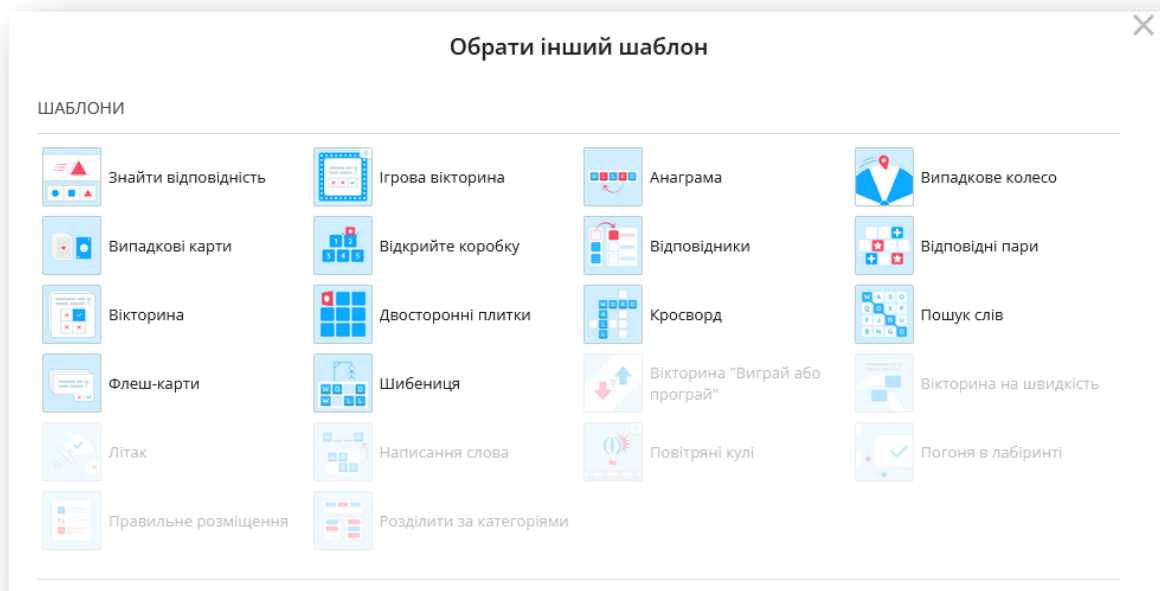 Обрати інший шаблон
ШАБЛОНИ
Знайти відповідність
Ігрова вікторина
Анаграма
Випадкове колесо
Випадкові карти
Відкрийте коробку
Відповідники
Відповідні пари
Вікторина
Двосторонні плитки
Кросворд
Пошук слів
Флеш-карти
Шибениця
Вікторина "Виграй або
програй"
Вікторина на швидкість
Літак
Написання слова
Повітряні кулі
Погоня в лабіринті
Правильне розміщення
Розділити за категоріями